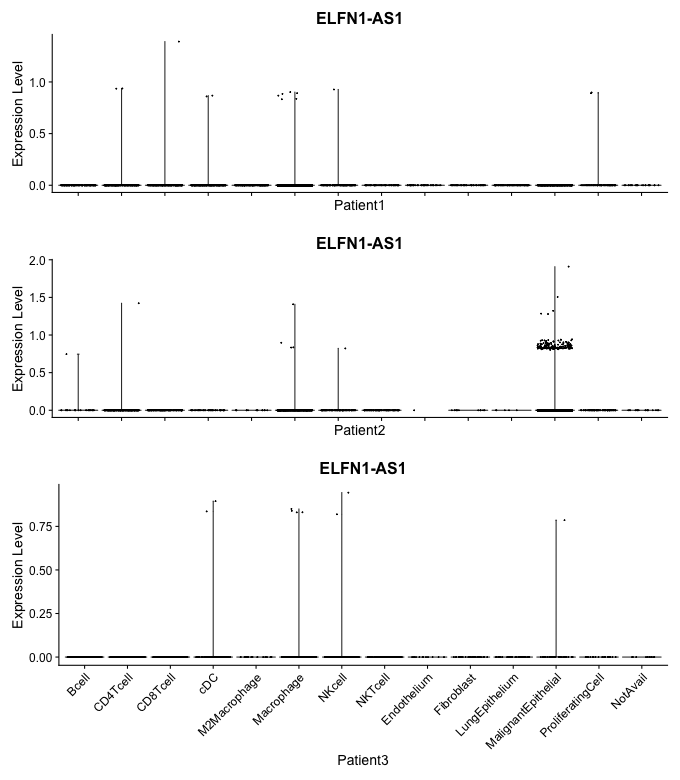 ELFN1-AS1
Expression Level
1.0
0.5
0.0
Patient1
ELFN1-AS1
Expression Level
2.0
1.5
1.0
0.5
0.0
Patient2
ELFN1-AS1
Expression Level
0.75
0.50
0.25
0.00
Bcell
CD4Tcell
CD8Tcell
cDC
M2Macrophage
Macrophage
NKcell
NKTcell
Endothelium
Fibroblast
LungEpithelium
MalignantEpithelial
ProliferatingCell
NotAvail
Patient3